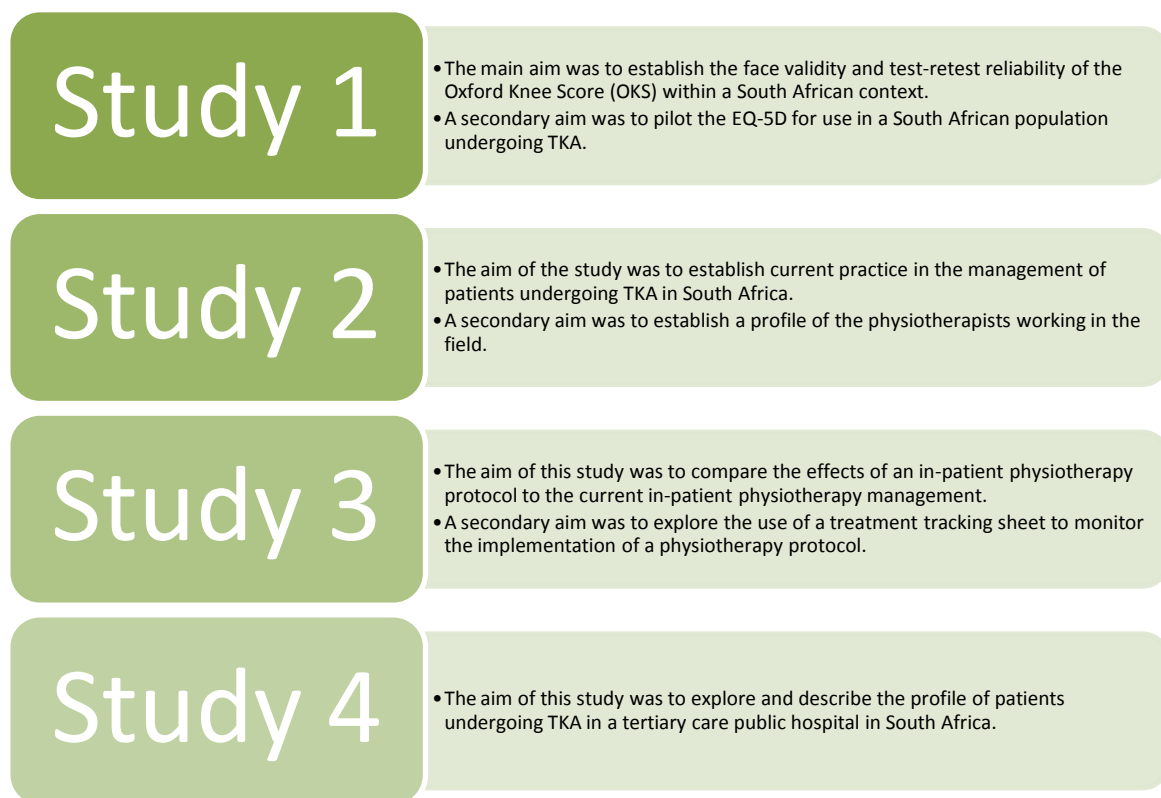 Study 1
•The main aim was to establish the face validity and test-retest reliability of the
Oxford Knee Score (OKS) within a South African context.
•A secondary aim was to pilot the EQ-5D for use in a South African population
undergoing TKA.
Study 2
•The aim of the study was to establish current practice in the management of
patients undergoing TKA in South Africa.
•A secondary aim was to establish a profile of the physiotherapists working in the
field.
Study 3
•The aim of this study was to compare the effects of an in-patient physiotherapy
protocol to the current in-patient physiotherapy management.
•A secondary aim was to explore the use of a treatment tracking sheet to monitor
the implementation of a physiotherapy protocol.
Study 4
•The aim of this study was to explore and describe the profile of patients
undergoing TKA in a tertiary care public hospital in South Africa.